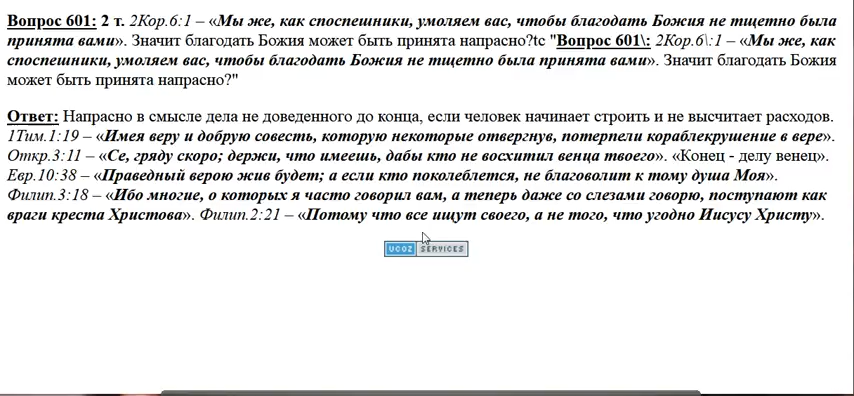 Вопрос 601: 2 т. 2Кор.6:1 – «Мы же, как споспешники, умоляем вас, чтобы благодать Божия не тщетно была
принята вами». Значит благодать Божия может быть принята напрасно?tc "Вопрос 601\: 2Кор.6\:1 – «Мы же, как
споспешники, умоляем вас, чтобы благодать Божия не тщетно была принята вами». Значит благодать Божия
может быть принята напрасно?"
Ответ: Напрасно в смысле дела не доведенного до конца, если человек начинает строить и не высчитает расходов.
1Тим.1:19 – «Имея веру и добрую совесть, которую некоторые отвергнув, потерпели кораблекрушение в вере».
Откр.3:11 – «Се, гряду скоро; держи, что имеешь, дабы кто не восхитил венца твоего». «Конец - делу венец».
Евр.10:38 – «Праведный верою жив будет; а если кто поколеблется, не благоволит к тому душа Моя».
Филип.3:18 – «Ибо многие, о которых я часто говорил вам, а теперь даже со слезами говорю, поступают как
враги креста Христова». Филип.2:21 – «Потому что все ищут своего, а не того, что угодно Иисусу Христу».
UCOZ SERVICES